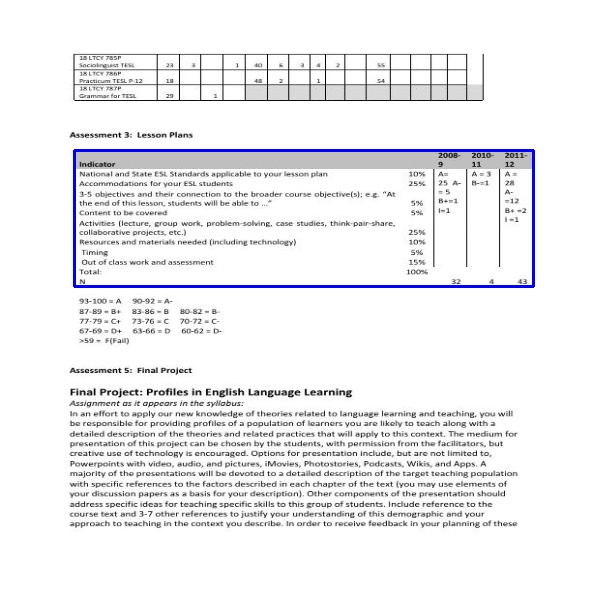 18 LTCY 785P
Sociolinguist TESL 23 3 1 40 6 3 4 2 55
18 LTCY 786P
Practicum TESL P-12 18 48 2 1 54
18 LTCY 787P
Grammar for TESL 29 1
Assessment 3: Lesson Plans
Indicator 2008-9 2010-11 2011-12
National and State ESL Standards applicable to your lesson plan 10% A= A = 3 A =
Accommodations for your ESL students 25% 25 A- B-=1 28
3-5 objectives and their connection to the broader course objective(s); e.g. “At = 5 A-
the end of this lesson, students will be able to …” 5% B+=1 =12
Content to be covered 5% I=1 B+ =2
Activities (lecture, group work, problem-solving, case studies, think-pair-share, I =1
collaborative projects, etc.) 25%
Resources and materials needed (including technology) 10%
Timing 5%
Out of class work and assessment 15%
Total: 100%
N 32 4 43
93-100 = A 90-92 = A-
87-89 = B+ 83-86 = B 80-82 = B-
77-79 = C+ 73-76 = C 70-72 = C-
67-69 = D+ 63-66 = D 60-62 = D-
>59 = F(Fail)
Assessment 5: Final Project
Final Project: Profiles in English Language Learning
Assignment as it appears in the syllabus:
In an effort to apply our new knowledge of theories related to language learning and teaching, you will
be responsible for providing profiles of a population of learners you are likely to teach along with a
detailed description of the theories and related practices that will apply to this context. The medium for
presentation of this project can be chosen by the students, with permission from the facilitators, but
creative use of technology is encouraged. Options for presentation include, but are not limited to,
Powerpoints with video, audio, and pictures, iMovies, Photostories, Podcasts, Wikis, and Apps. A
majority of the presentations will be devoted to a detailed description of the target teaching population
with specific references to the factors described in each chapter of the text (you may use elements of
your discussion papers as a basis for your description). Other components of the presentation should
address specific ideas for teaching specific skills to this group of students. Include reference to the
course text and 3-7 other references to justify your understanding of this demographic and your
approach to teaching in the context you describe. In order to receive feedback in your planning of these